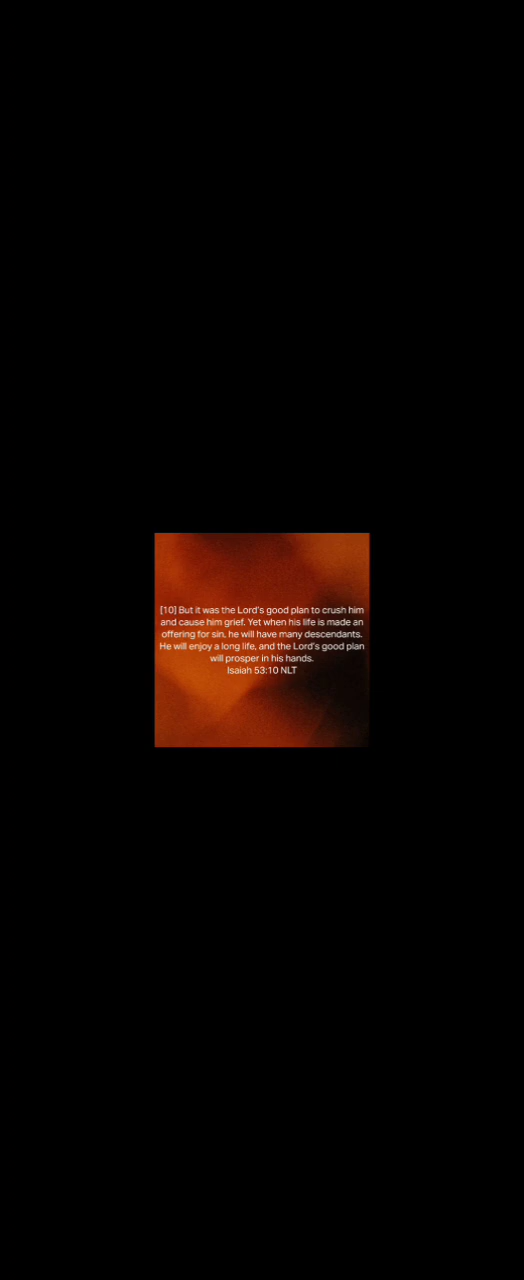 [10] But it was the Lord's good plan to crush him
and cause him grief. Yet when his life is made an
offering for sin, he will have many descendants.
He will enjoy a long life, and the Lord's good plan
will prosper in his hands.
Isaiah 53:10 NLT